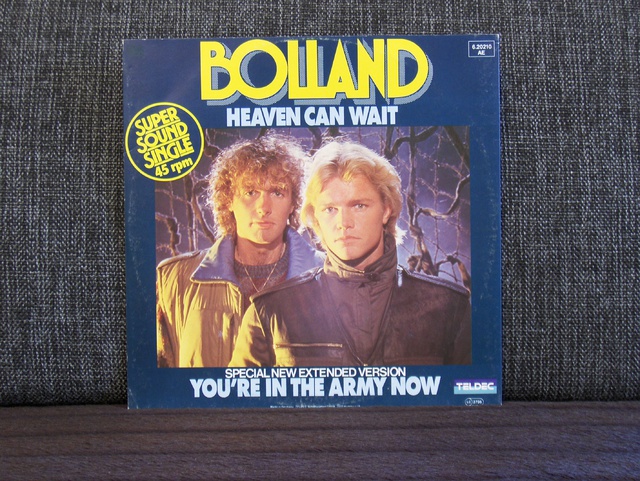 BOLLAND
6.20210
AE
HEAVEN CAN WAIT
SUPER
SOUND
SINGLE
45 rpm
SPECIAL NEW EXTENDED VERSION
YOU'RE IN THE ARMY NOW
TELDEC